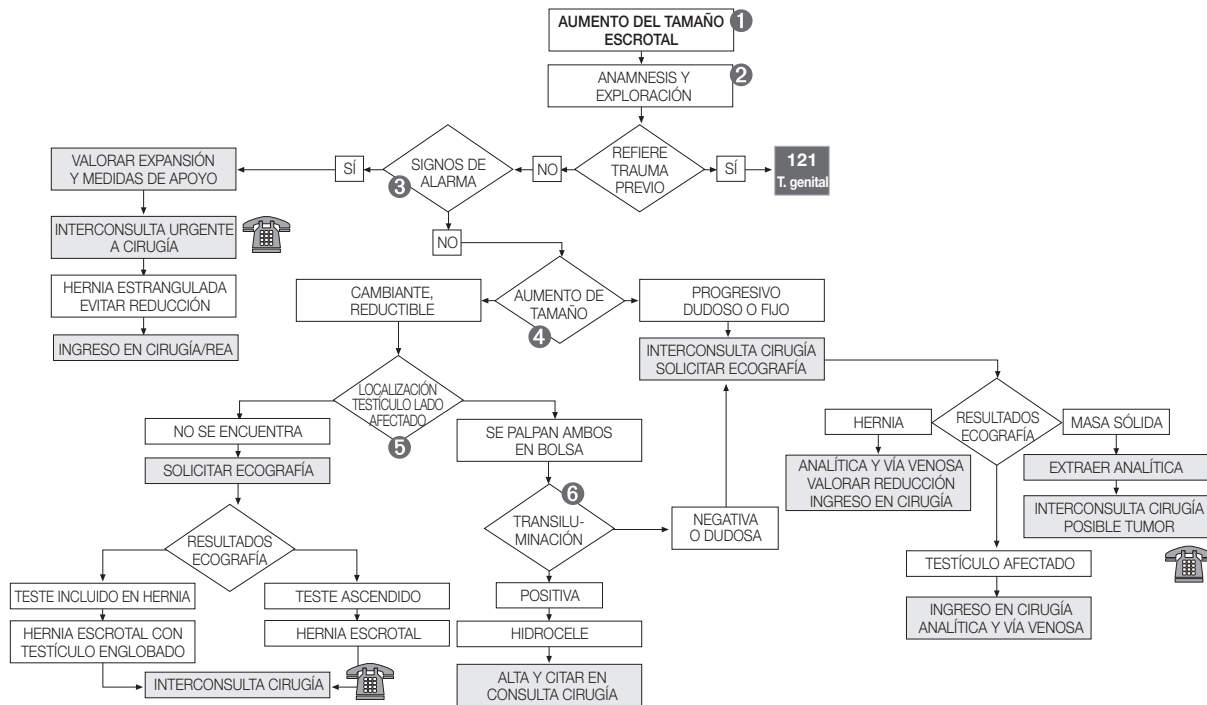 AUMENTO DEL TAMAÑO
ESCROTAL
1
ANAMNESIS Y
EXPLORACIÓN
2
REFIERE
TRAUMA
PREVIO
SÍ
121
T. genital
NO
SIGNOS DE
ALARMA
3
SÍ
VALORAR EXPANSIÓN
Y MEDIDAS DE APOYO
INTERCONSULTA URGENTE
A CIRUGÍA
HERNIA ESTRANGULADA
EVITAR REDUCCIÓN
INGRESO EN CIRUGÍA/REA
NO
AUMENTO DE
TAMAÑO
4
CAMBIANTE,
REDUCTIBLE
PROGRESIVO
DUDOSO O FIJO
INTERCONSULTA CIRUGÍA
SOLICITAR ECOGRAFÍA
LOCALIZACIÓN
TESTÍCULO LADO
AFECTADO
5
NO SE ENCUENTRA
SOLICITAR ECOGRAFÍA
RESULTADOS
ECOGRAFÍA
TESTE INCLUIDO EN HERNIA
HERNIA ESCROTAL CON
TESTÍCULO ENGLOBADO
TESTE ASCENDIDO
HERNIA ESCROTAL
INTERCONSULTA CIRUGÍA
SE PALPAN AMBOS
EN BOLSA
6
TRANSILU-
MINACIÓN
NEGATIVA
O DUDOSA
POSITIVA
HIDROCELE
ALTA Y CITAR EN
CONSULTA CIRUGÍA
RESULTADOS
ECOGRAFÍA
HERNIA
ANALÍTICA Y VÍA VENOSA
VALORAR REDUCCIÓN
INGRESO EN CIRUGÍA
MASA SÓLIDA
EXTRAER ANALÍTICA
INTERCONSULTA CIRUGÍA
POSIBLE TUMOR
TESTÍCULO AFECTADO
INGRESO EN CIRUGÍA
ANALÍTICA Y VÍA VENOSA